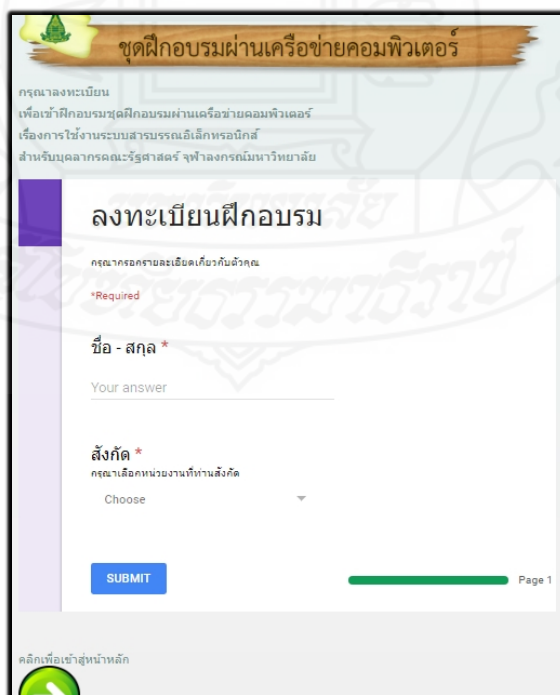 ชุดฝึกอบรมผ่านเครือข่ายคอมพิวเตอร์
กรุณาลงทะเบียน
เพื่อเข้าฝึกอบรมชุดฝึกอบรมผ่านเครือข่ายคอมพิวเตอร์
เรื่องการใช้งานระบบสารบรรณอิเล็กทรอนิกส์
สำหรับบุคลากรคณะรัฐศาสตร์ จุฬาลงกรณ์มหาวิทยาลัย
ลงทะเบียนฝึกอบรม
กรุณากรอกรายละเอียดเกี่ยวกับตัวคุณ
*Required
ชื่อ - สกุล *
Your answer
สังกัด *
กรุณาเลือกหน่วยงานที่ท่านสังกัด
Choose
SUBMIT
Page 1
คลิกเพื่อเข้าสู่หน้าหลัก